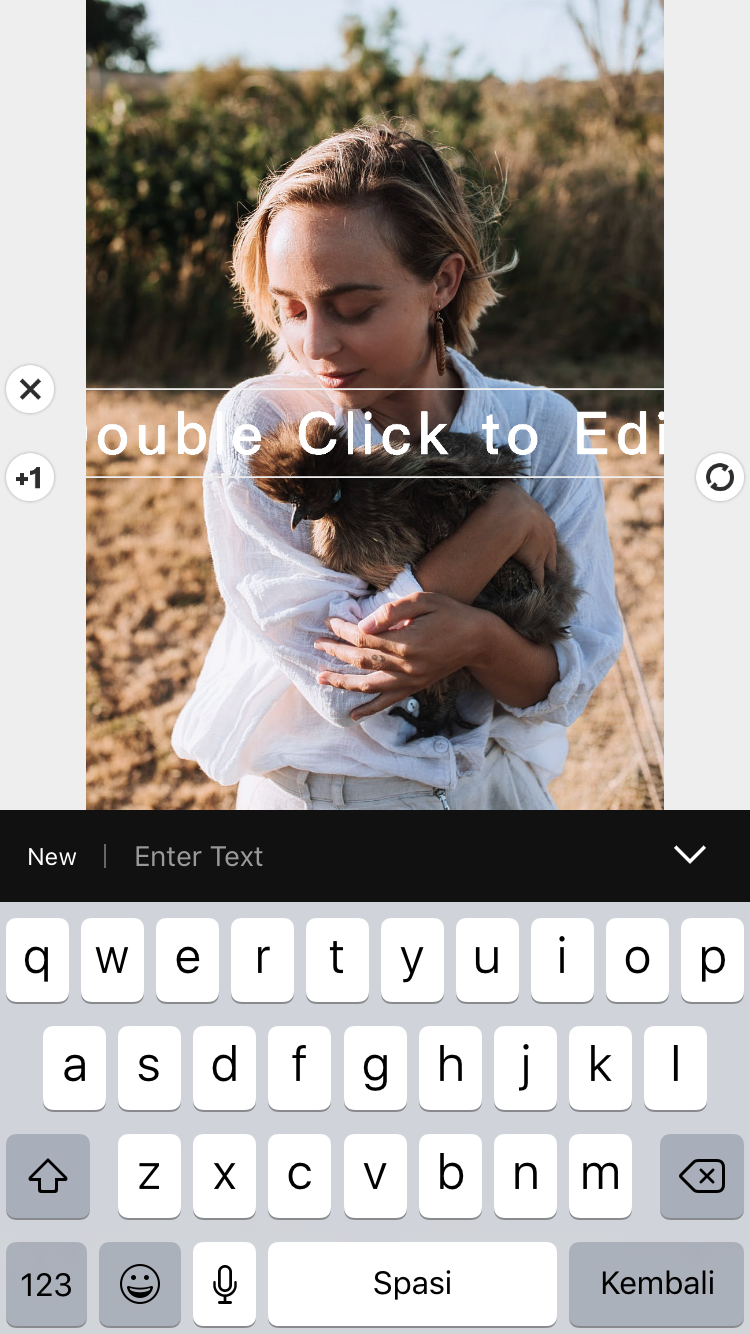 ouble Click to Edi
+1
New | Enter Text
q w e r t y u i o p
a s d f g h j k l
z x c v b n m
123 Spasi Kembali